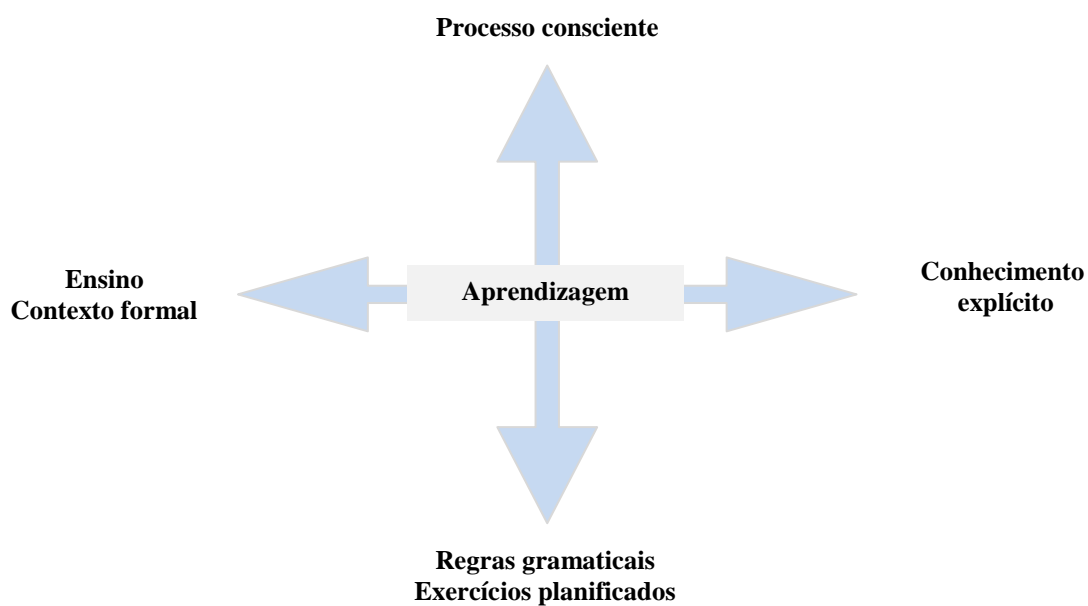 Processo consciente
Ensino
Contexto formal
Aprendizagem
Conhecimento
explícito
Regras gramaticais
Exercícios planificados